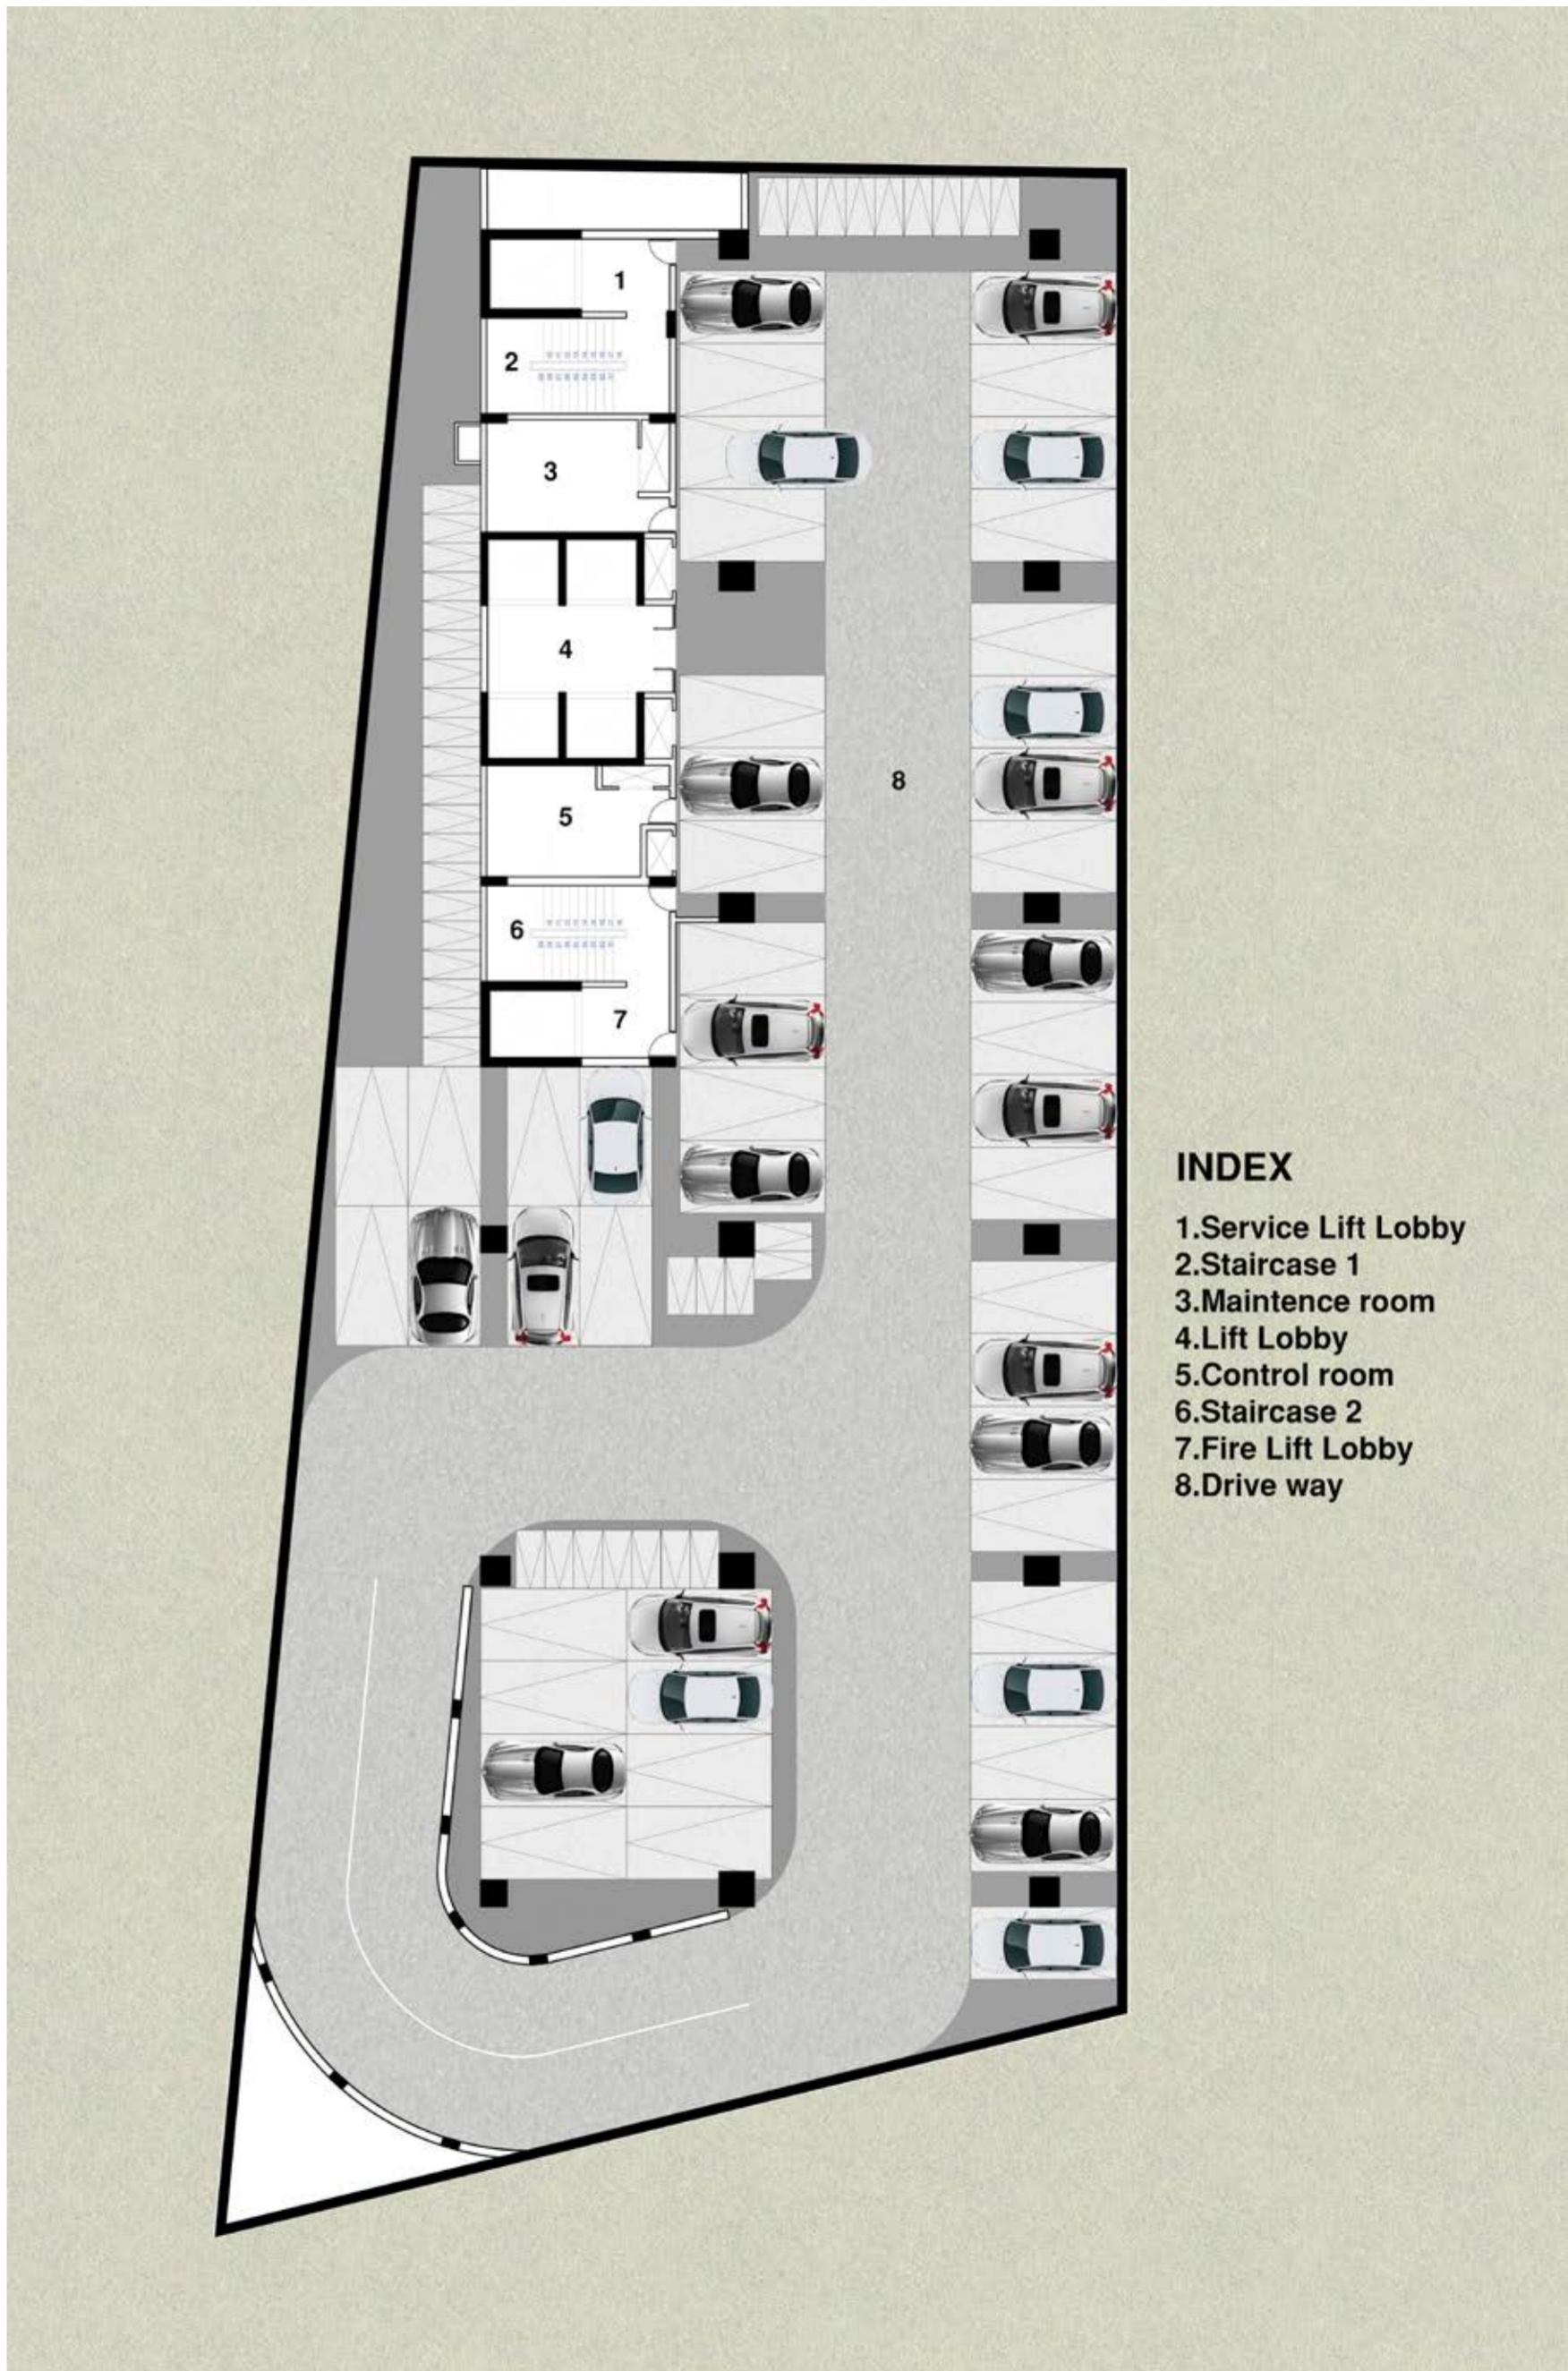 1
2
3
4
5
6
7
8
INDEX
1.Service Lift Lobby
2.Staircase 1
3.Maintence room
4.Lift Lobby
5.Control room
6.Staircase 2
7.Fire Lift Lobby
8.Drive way